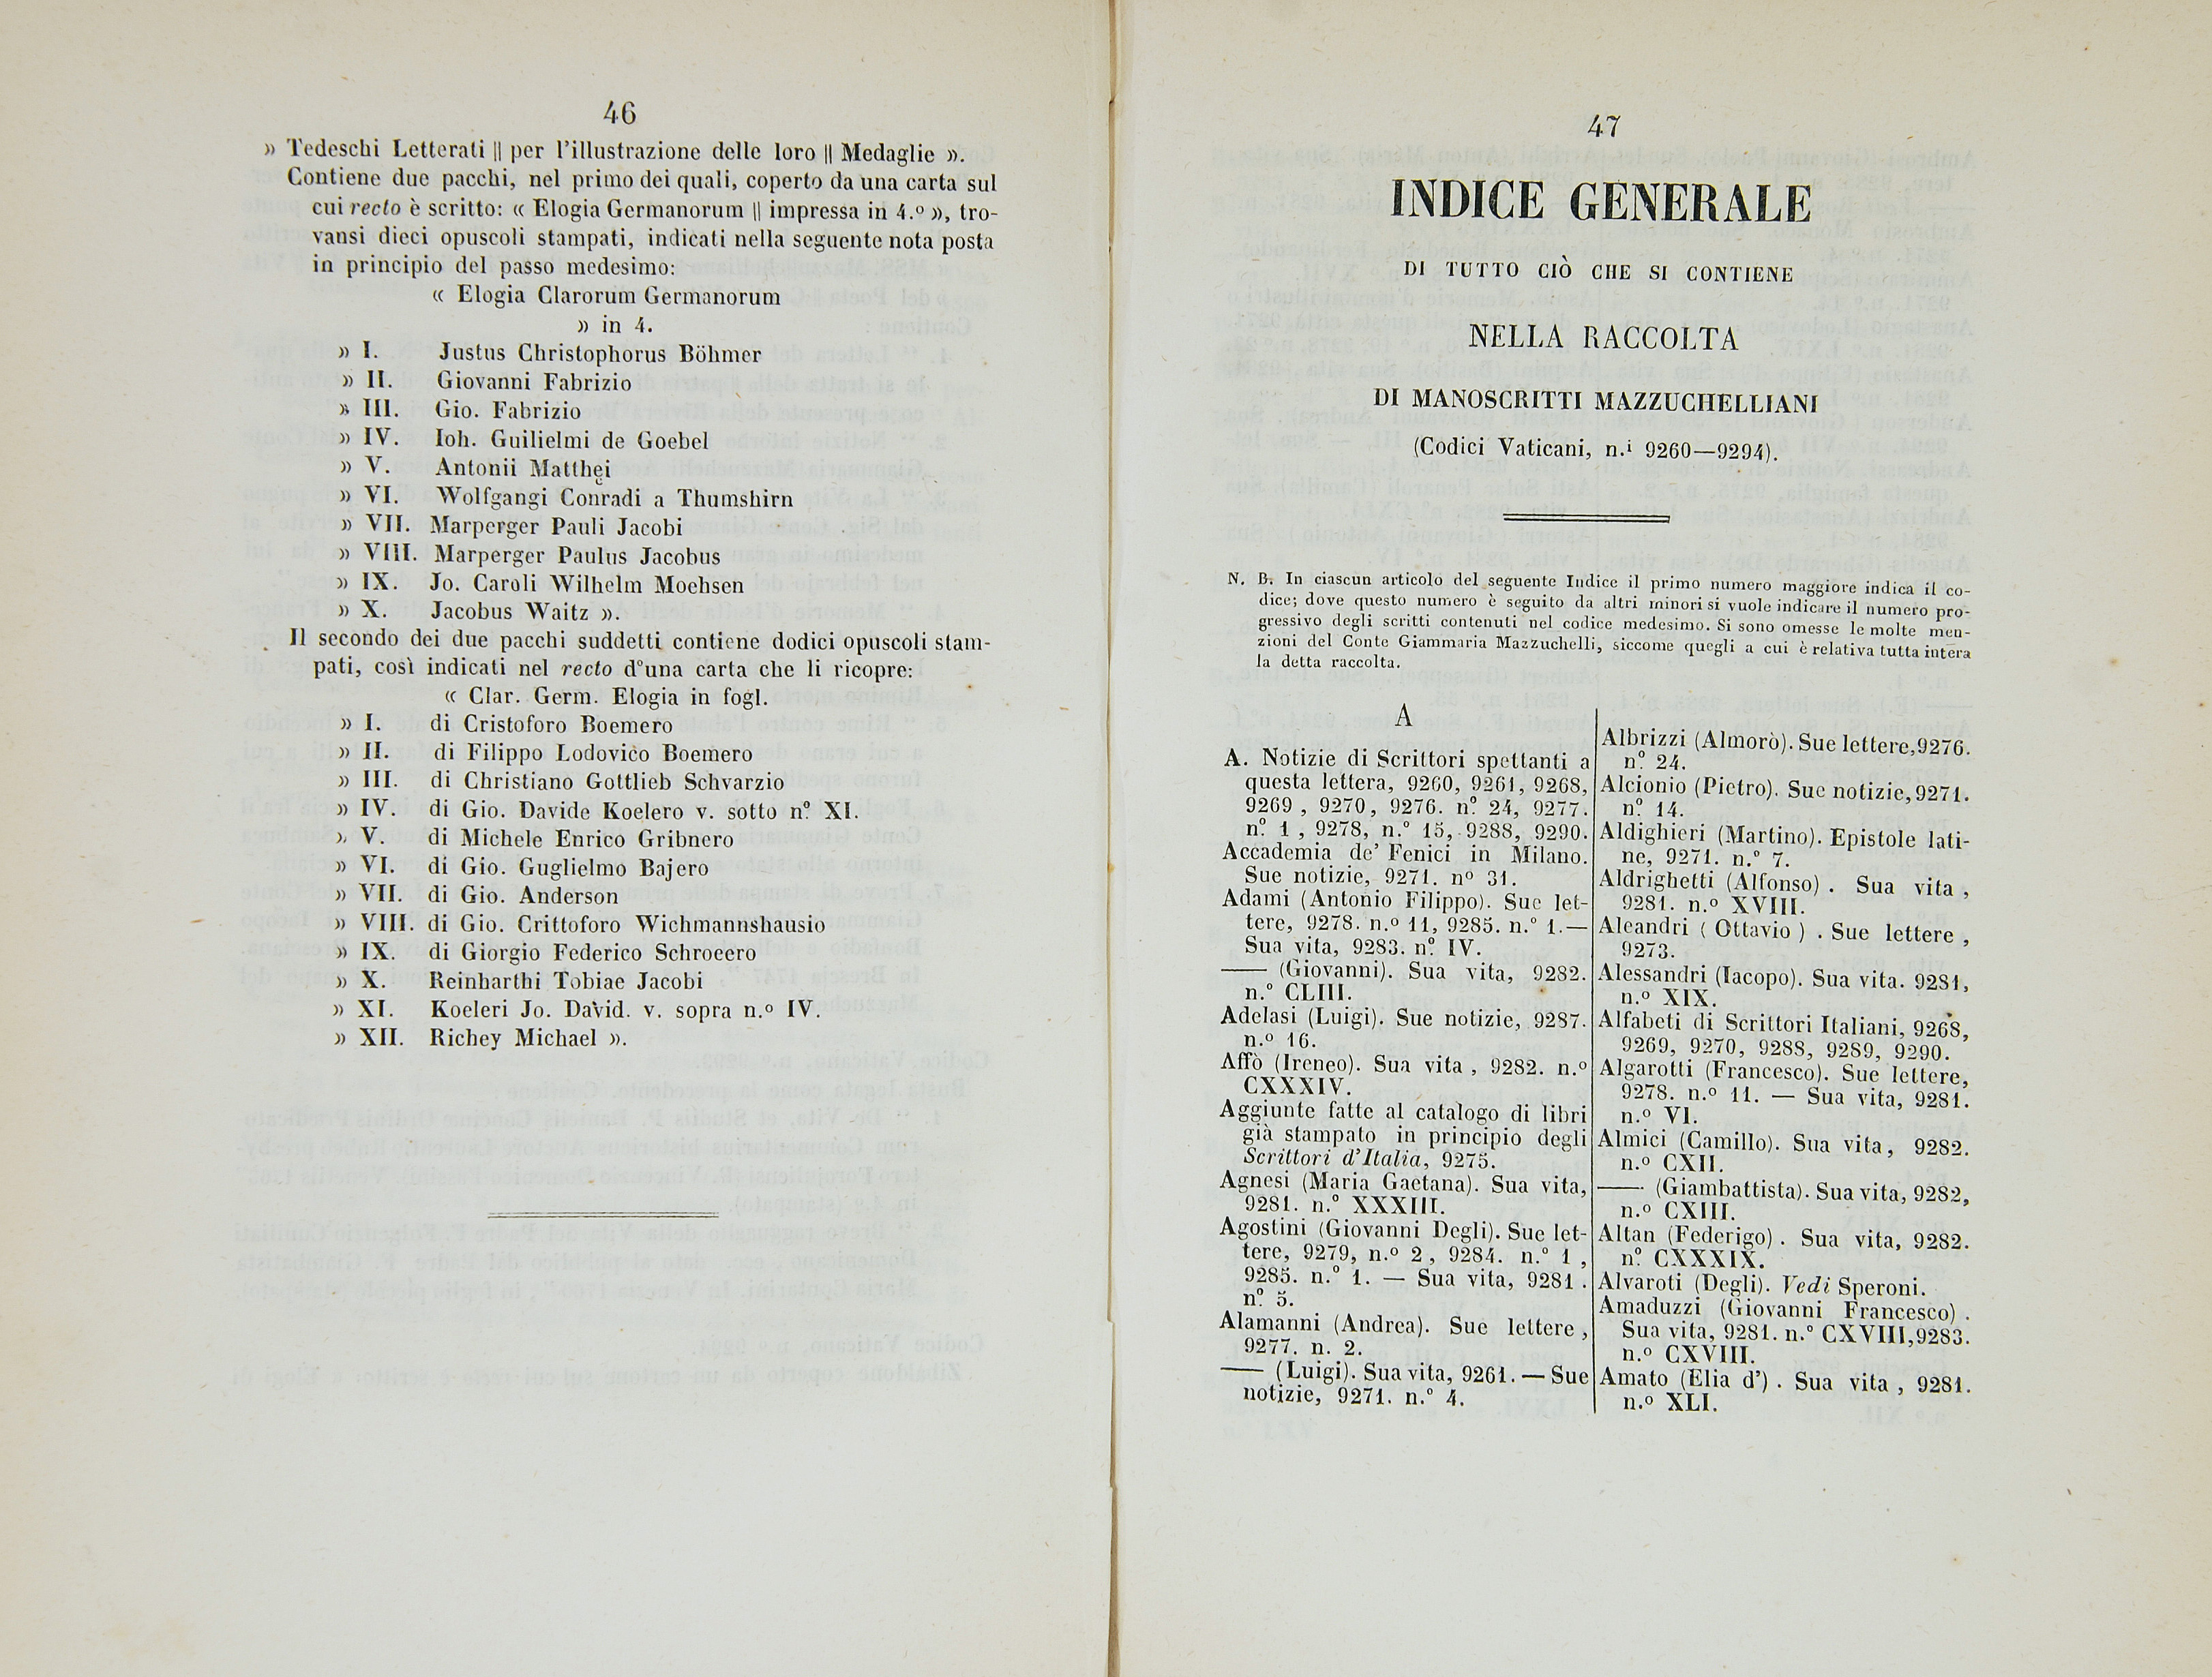 46
» Tedeschi Letterati || per l'illustrazione delle loro || Medaglie ».
Contiene due pacchi, nel primo dei quali, coperto da una carta sul
cui recto è scritto: « Elogia Germanorum || impressa in 4.º », tro-
vansi dieci opuscoli stampati, indicati nella seguente nota posta
in principio del passo medesimo:
« Elogia Clarorum Germanorum
» in 4.
» I. Justus Christophorus Böhmer
» II. Giovanni Fabrizio
» III. Gio. Fabrizio
» IV. Ioh. Guilielmi de Goebel
» V. Antonii Matthęi
» VI. Wolfgangi Conradi a Thumshirn
» VII. Marperger Pauli Jacobi
» VIII. Marperger Paulus Jacobus
» IX. Jo. Caroli Wilhelm Moehsen
» X. Jacobus Waitz ».
Il secondo dei due pacchi suddetti contiene dodici opuscoli stam-
pati, così indicati nel recto d'una carta che li ricopre:
« Clar. Germ. Elogia in fogl.
» I. di Cristoforo Boemero
» II. di Filippo Lodovico Boemero
» III. di Christiano Gottlieb Schvarzio
» IV. di Gio. Davide Koelero v. sotto n.º XI.
» V. di Michele Enrico Gribnero
» VI. di Gio. Guglielmo Bajero
» VII. di Gio. Anderson
» VIII. di Gio. Crittoforo Wichmannshausio
» IX. di Giorgio Federico Schroeero
» X. Reinharthi Tobiae Jacobi
» XI. Koeleri Jo. David. v. sopra n.º IV.
» XII. Richey Michael ».
47
INDICE GENERALE
DI TUTTO CIÒ CHE SI CONTIENE
NELLA RACCOLTA
DI MANOSCRITTI MAZZUCHELLIANI
(Codici Vaticani, n.i 9260—9294).
N. B. In ciascun articolo del seguente Indice il primo numero maggiore indica il co-
dice; dove questo numero è seguito da altri minori si vuole indicare il numero pro-
gressivo degli scritti contenuti nel codice medesimo. Si sono omesse le molte men-
zioni del Conte Giammaria Mazzuchelli, siccome quegli a cui è relativa tutta intera
la detta raccolta.
A
A. Notizie di Scrittori spettanti a
questa lettera, 9260, 9261, 9268,
9269, 9270, 9276. n.º 24, 9277.
n.º 1, 9278, n.º 15, 9288, 9290.
Accademia de' Fenici in Milano.
Sue notizie, 9271. nº 31.
Adami (Antonio Filippo). Sue let-
tere, 9278. n.º 11, 9285. n.º 1.—
Sua vita, 9283. n.º IV.
—— (Giovanni). Sua vita, 9282.
n.º CLIII.
Adelasi (Luigi). Sue notizie, 9287.
n.º 16.
Affò (Ireneo). Sua vita, 9282. n.º
CXXXIV.
Aggiunte fatte al catalogo di libri
già stampato in principio degli
Scrittori d'Italia, 9275.
Agnesi (Maria Gaetana). Sua vita,
9281. n.º XXXIII.
Agostini (Giovanni Degli). Sue let-
tere, 9279, n.º 2, 9284. n.º 1,
9285. n.º 1. — Sua vita, 9281.
n.º 5.
Alamanni (Andrea). Sue lettere,
9277. n. 2.
—— (Luigi). Sua vita, 9261. — Sue
notizie, 9271. n.º 4.
Albrizzi (Almorò). Sue lettere, 9276.
n.º 24.
Alcionio (Pietro). Sue notizie, 9271.
n.º 14.
Aldighieri (Martino). Epistole lati-
ne, 9271. n.º 7.
Aldrighetti (Alfonso). Sua vita,
9281. n.º XVIII.
Aleandri (Ottavio). Sue lettere,
9273.
Alessandri (Iacopo). Sua vita. 9281,
n.º XIX.
Alfabeti di Scrittori Italiani, 9268,
9269, 9270, 9288, 9289, 9290.
Algarotti (Francesco). Sue lettere,
9278. n.º 11. — Sua vita, 9281.
n.º VI.
Almici (Camillo). Sua vita, 9282.
n.º CXII.
—— (Giambattista). Sua vita, 9282,
n.º CXIII.
Altan (Federigo). Sua vita, 9282.
n.º CXXXIX.
Alvaroti (Degli). Vedi Speroni.
Amaduzzi (Giovanni Francesco).
Sua vita, 9281. n.º CXVIII, 9283.
n.º CXVIII.
Amato (Elia d'). Sua vita, 9281.
n.º XLI.